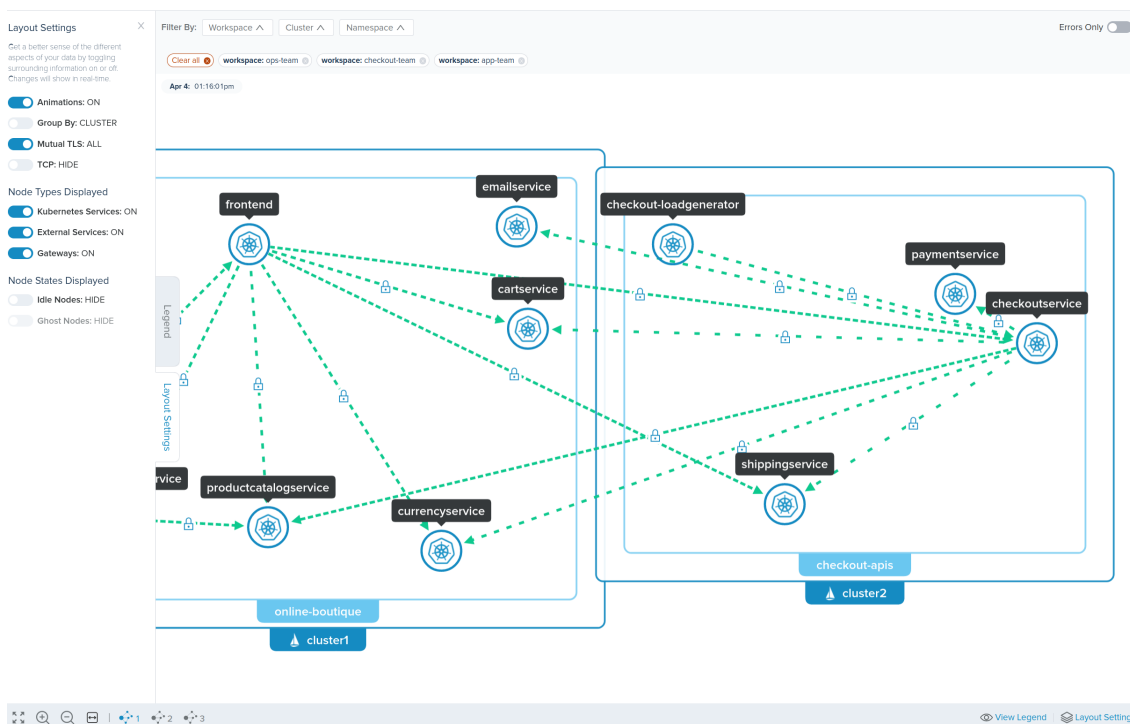 Layout Settings
X
Get a better sense of the different
aspects of your data by toggling
surrounding information on or off.
Changes will show in real-time.
Animations: ON
Group By: CLUSTER
Mutual TLS: ALL
TCP: HIDE
Node Types Displayed
Kubernetes Services: ON
External Services: ON
Gateways: ON
Node States Displayed
Idle Nodes: HIDE
Ghost Nodes: HIDE
Filter By: Workspace Cluster Namespace
Errors Only
Clear all workspace: ops-team workspace: checkout-team workspace: app-team
Apr 4: 01:16:01pm
Legend
Layout Settings
emailservice
frontend
checkout-loadgenerator
paymentservice
cartservice
checkoutservice
shippingservice
rvice
productcatalogservice
currencyservice
checkout-apis
cluster2
online-boutique
cluster1
1 2 3
View Legend
Layout Setting